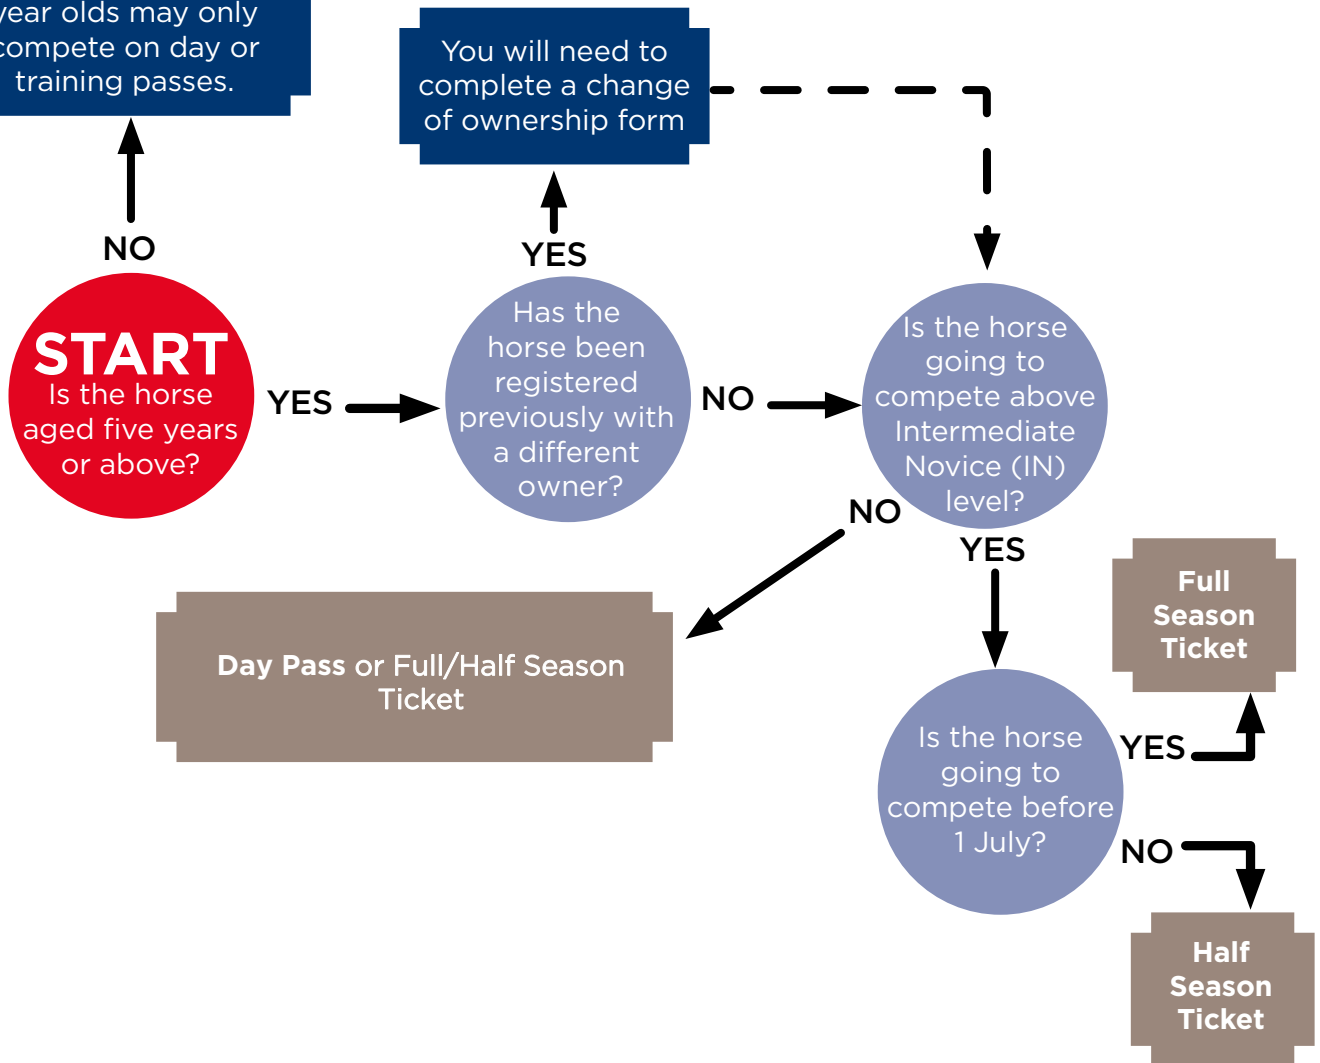 year olds may only
compete on day or
training passes.
You will need to
complete a change
of ownership form
NO
YES
START
Is the horse
aged five years
or above?
YES
Has the
horse been
registered
previously with
a different
owner?
NO
Is the horse
going to
compete above
Intermediate
Novice (IN)
level?
NO
YES
Full
Season
Ticket
Day Pass or Full/Half Season
Ticket
Is the horse
going to
compete before
1 July?
YES
NO
Half
Season
Ticket